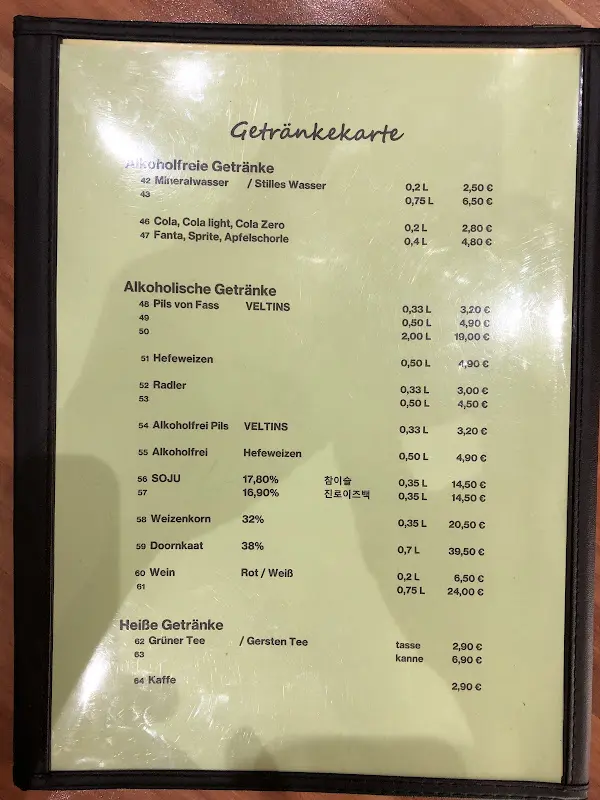 Getränkekarte
Alkoholfreie Getränke
42 Mineralwasser / Stilles Wasser 0,2 L 2,50 €
43 0,75 L 6,50 €
46 Cola, Cola light, Cola Zero 0,2 L 2,80 €
47 Fanta, Sprite, Apfelschorle 0,4 L 4,80 €
Alkoholische Getränke
48 Pils von Fass VELTINS 0,33 L 3,20 €
49 0,50 L 4,90 €
50 2,00 L 19,00 €
51 Hefeweizen 0,50 L 4,90 €
52 Radler 0,33 L 3,00 €
53 0,50 L 4,50 €
54 Alkoholfrei Pils VELTINS 0,33 L 3,20 €
55 Alkoholfrei Hefeweizen 0,50 L 4,90 €
56 SOJU 17,80% 참이슬 0,35 L 14,50 €
57 16,90% 진로이즈백 0,35 L 14,50 €
58 Weizenkorn 32% 0,35 L 20,50 €
59 Doornkaat 38% 0,7 L 39,50 €
60 Wein Rot / Weiß 0,2 L 6,50 €
61 0,75 L 24,00 €
Heiße Getränke
62 Grüner Tee / Gersten Tee tasse 2,90 €
63 kanne 6,90 €
64 Kaffe 2,90 €